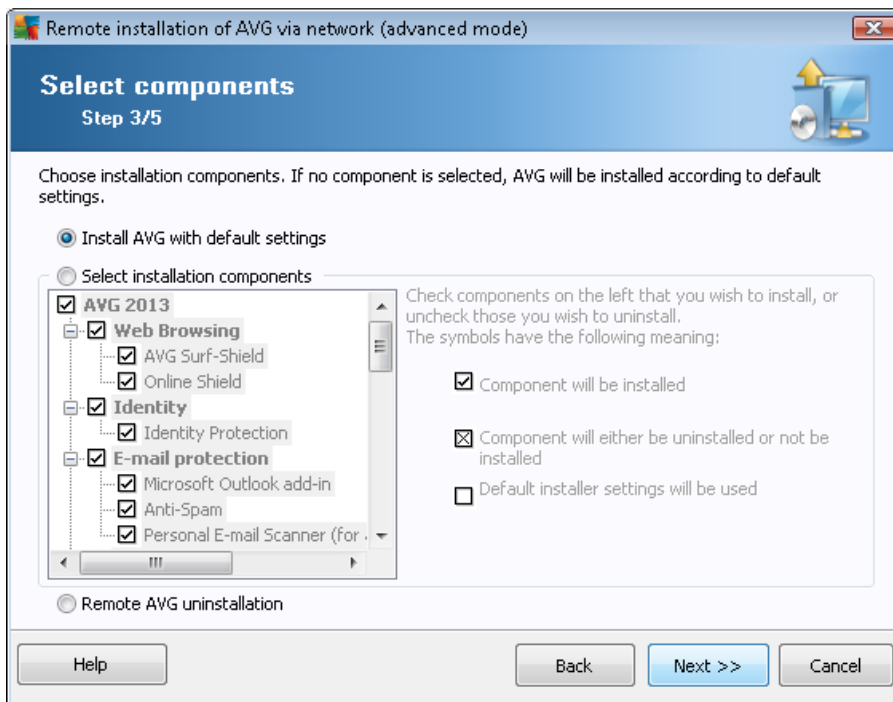 Remote installation of AVG via network (advanced mode)
Select components
Step 3/5
Choose installation components. If no component is selected, AVG will be installed according to default
settings.
Install AVG with default settings
Select installation components
AVG 2013
Web Browsing
AVG Surf-Shield
Online Shield
Identity
Identity Protection
E-mail protection
Microsoft Outlook add-in
Anti-Spam
Personal E-mail Scanner (for
Check components on the left that you wish to install, or
uncheck those you wish to uninstall.
The symbols have the following meaning:
Component will be installed
Component will either be uninstalled or not be
installed
Default installer settings will be used
Remote AVG uninstallation
Help
Back
Next >>
Cancel